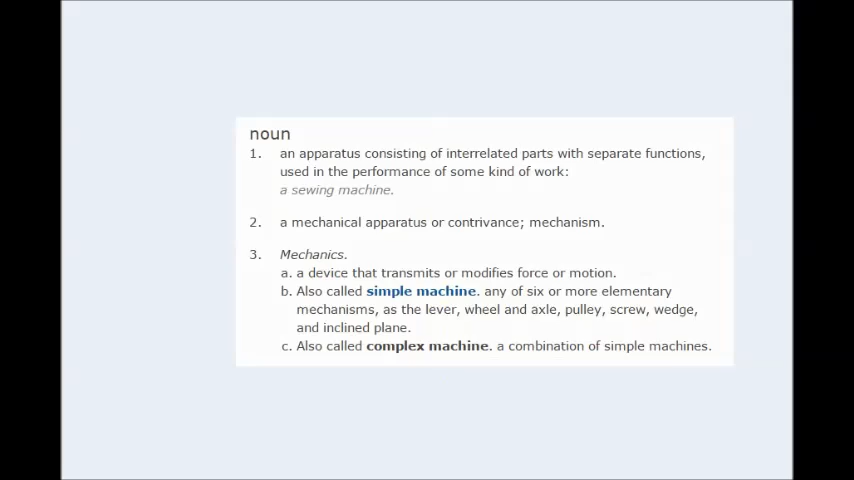 noun
1. an apparatus consisting of interrelated parts with separate functions,
used in the performance of some kind of work:
a sewing machine.
2. a mechanical apparatus or contrivance; mechanism.
3. Mechanics.
a. a device that transmits or modifies force or motion.
b. Also called simple machine. any of six or more elementary
mechanisms, as the lever, wheel and axle, pulley, screw, wedge,
and inclined plane.
c. Also called complex machine. a combination of simple machines.